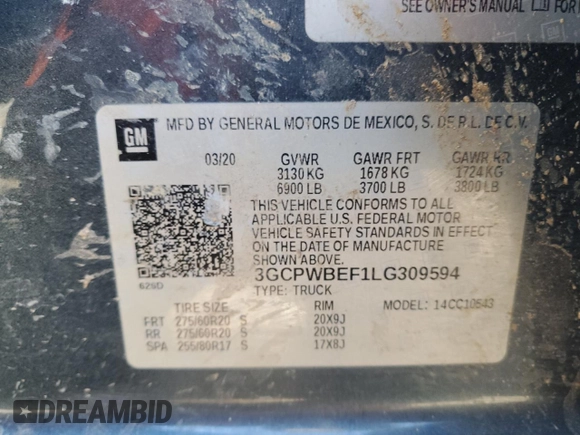 SEE OWNER'S MANUAL
GM
MFD BY GENERAL MOTORS DE MEXICO, S. DE R.L. DE C.V.
03/20 GVWR GAWR FRT GAWR RR
3130 KG 1678 KG 1724 KG
6900 LB 3700 LB 3800 LB
THIS VEHICLE CONFORMS TO ALL
APPLICABLE U.S. FEDERAL MOTOR
VEHICLE SAFETY STANDARDS IN EFFECT
ON THE DATE OF MANUFACTURE
SHOWN ABOVE.
3GCPWBEF1LG309594
629D TYPE: TRUCK
TIRE SIZE RIM MODEL: 14CC10543
FRT 275/60R20 S 20X9J
RR 275/60R20 S 20X9J
SPA 255/80R17 S 17X8J
DREAMBID